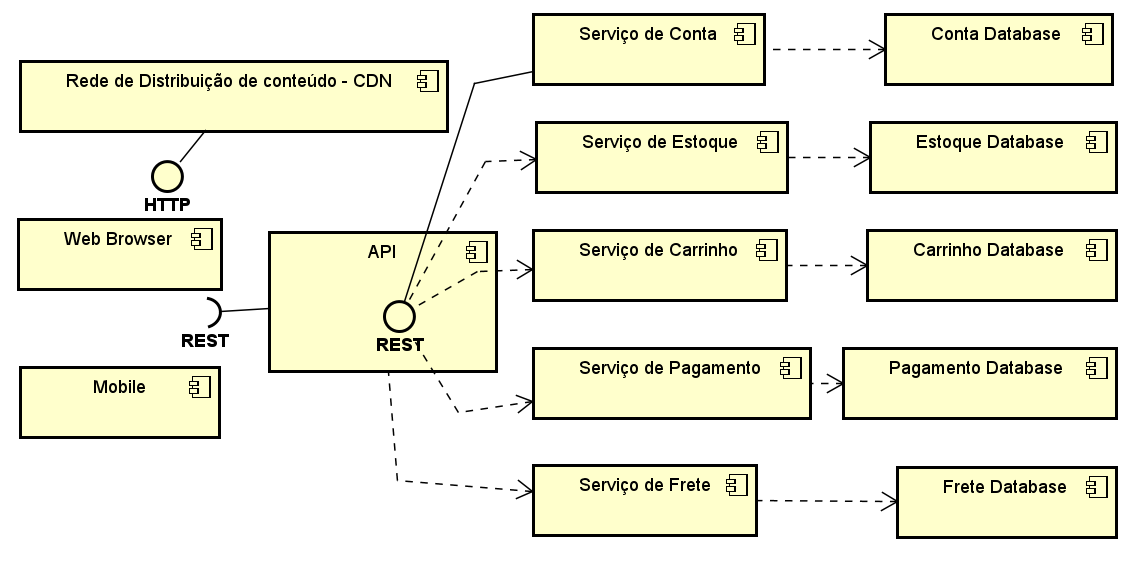 Serviço de Conta
Conta Database
Rede de Distribuição de conteúdo - CDN
Serviço de Estoque
Estoque Database
HTTP
Web Browser
API
Serviço de Carrinho
Carrinho Database
REST
REST
Mobile
Serviço de Pagamento
Pagamento Database
Serviço de Frete
Frete Database